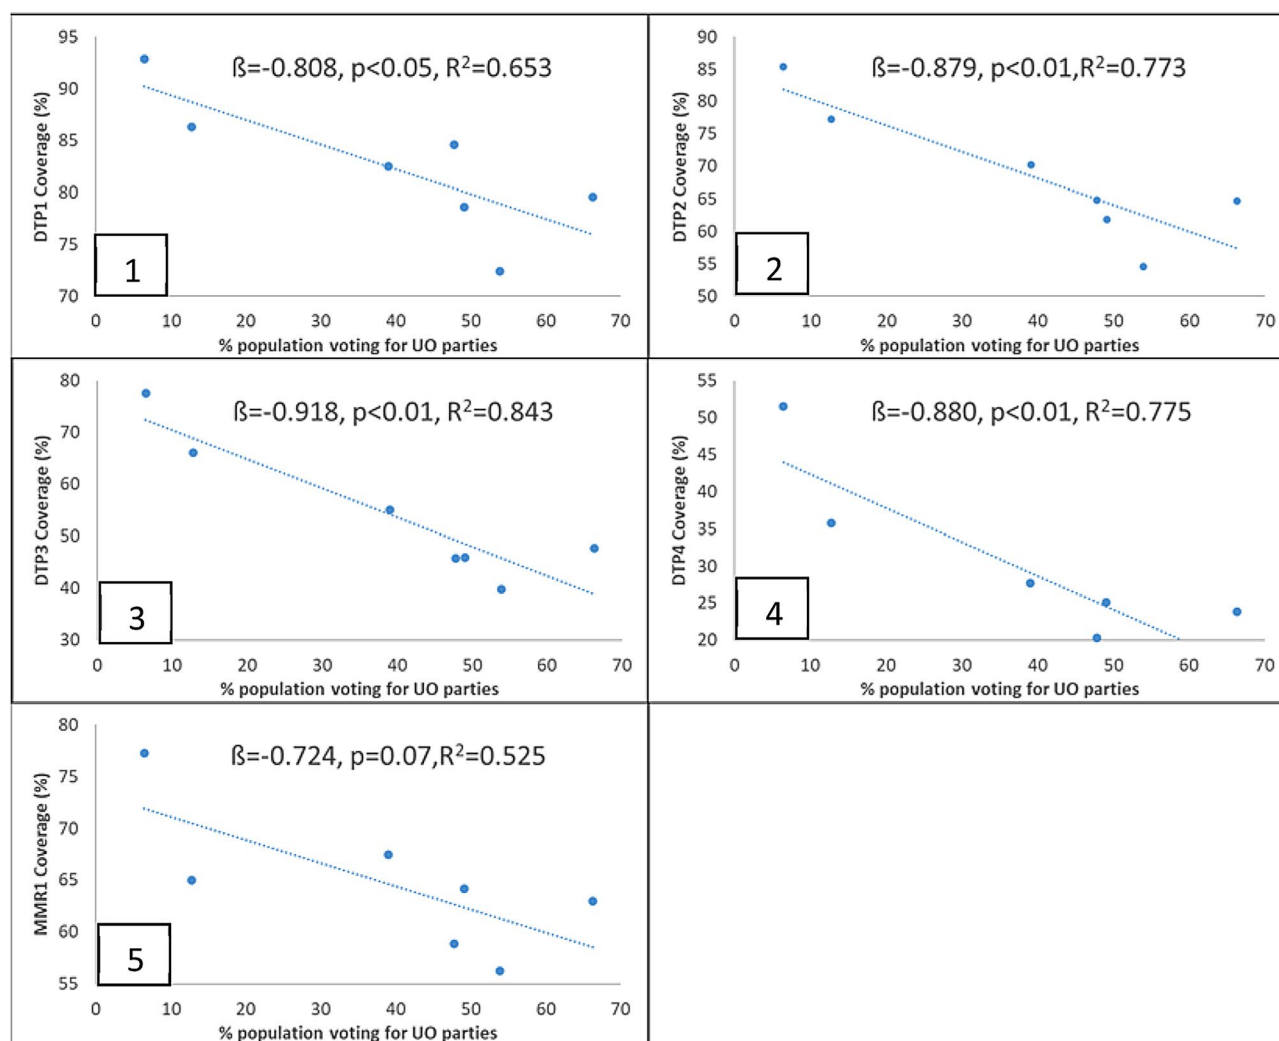 ß=-0.808, p<0.05, R²=0.653
DTP1 Coverage (%)
95
90
85
80
75
70
1
0 10 20 30 40 50 60 70
% population voting for UO parties
ß=-0.879, p<0.01,R²=0.773
DTP2 Coverage (%)
90
85
80
75
70
65
60
55
50
2
0 10 20 30 40 50 60 70
% population voting for UO parties
ß=-0.918, p<0.01, R²=0.843
DTP3 Coverage (%)
80
70
60
50
40
30
3
0 10 20 30 40 50 60 70
% population voting for UO parties
ß=-0.880, p<0.01, R²=0.775
DTP4 Coverage (%)
55
50
45
40
35
30
25
20
4
0 10 20 30 40 50 60 70
% population voting for UO parties
ß=-0.724, p=0.07,R²=0.525
MMR1 Coverage (%)
80
75
70
65
60
55
5
0 10 20 30 40 50 60 70
% population voting for UO parties